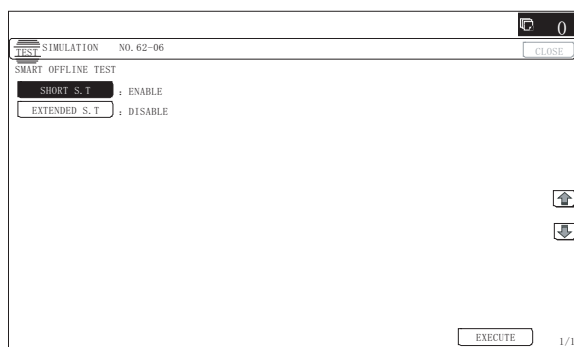 0
TEST SIMULATION NO. 62-06
CLOSE
SMART OFFLINE TEST
SHORT S. T : ENABLE
EXTENDED S. T : DISABLE
EXECUTE
1/1